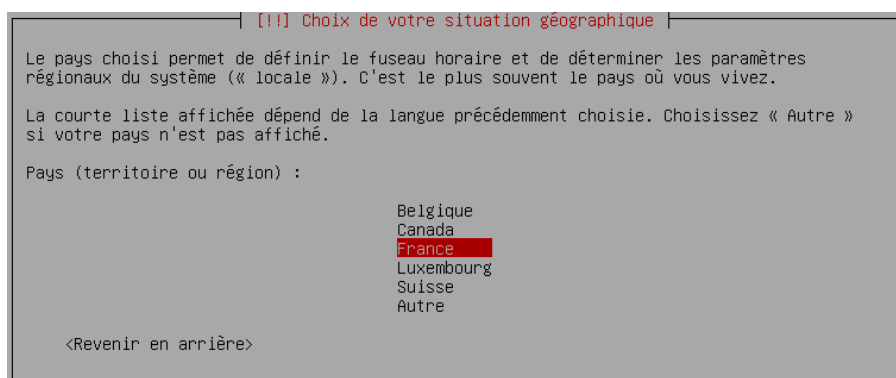 [!!] Choix de votre situation géographique
Le pays choisi permet de définir le fuseau horaire et de déterminer les paramètres
régionaux du système (« locale »). C'est le plus souvent le pays où vous vivez.
La courte liste affichée dépend de la langue précédemment choisie. Choisissez « Autre »
si votre pays n'est pas affiché.
Pays (territoire ou région) :
Belgique
Canada
France
Luxembourg
Suisse
Autre
<Revenir en arrière>